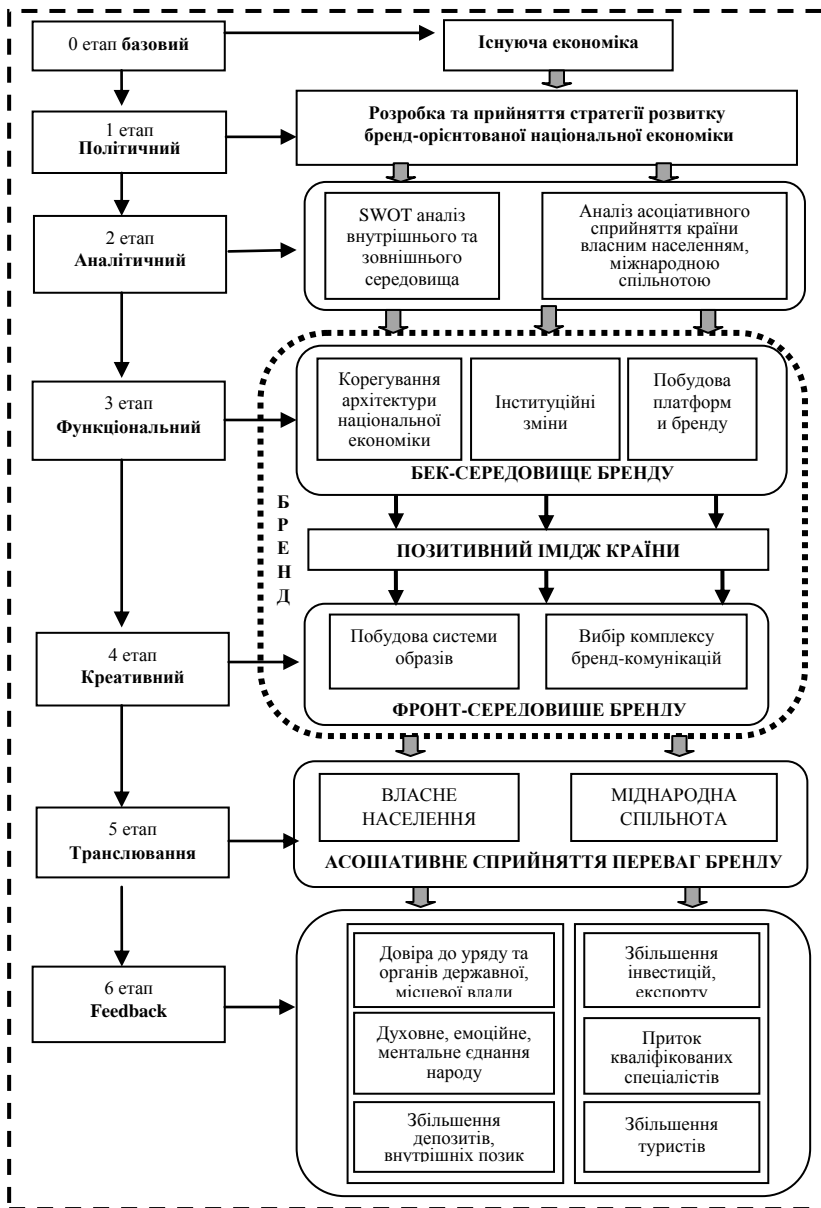 0 етап базовий
Існуюча економіка
1 етап
Політичний
Розробка та прийняття стратегії розвитку
бренд-орієнтованої національної економіки
2 етап
Аналітичний
SWOT аналіз
внутрішнього та
зовнішнього
середовища
Аналіз асоціативного
сприйняття країни
власним населенням,
міжнародною
спільнотою
3 етап
Функціональний
Корегування
архітектури
національної
економіки
Інституційні
зміни
Побудова
платформ
и бренду
БЕК-СЕРЕДОВИЩЕ БРЕНДУ
Б
Р
Е
Н
Д
ПОЗИТИВНИЙ ІМІДЖ КРАЇНИ
4 етап
Креативний
Побудова системи
образів
Вибір комплексу
бренд-комунікацій
ФРОНТ-СЕРЕДОВИШЕ БРЕНДУ
5 етап
Транслювання
ВЛАСНЕ
НАСЕЛЕННЯ
МІДНАРОДНА
СПІЛЬНОТА
АСОШАТИВНЕ СПРИЙНЯТТЯ ПЕРЕВАГ БРЕНДУ
6 етап
Feedback
Довіра до уряду та
органів державної,
місцевої влади
Духовне, емоційне,
ментальне єднання
народу
Збільшення
депозитів,
внутрішніх позик
Збільшення
інвестицій,
експорту
Приток
кваліфікованих
спеціалістів
Збільшення
туристів